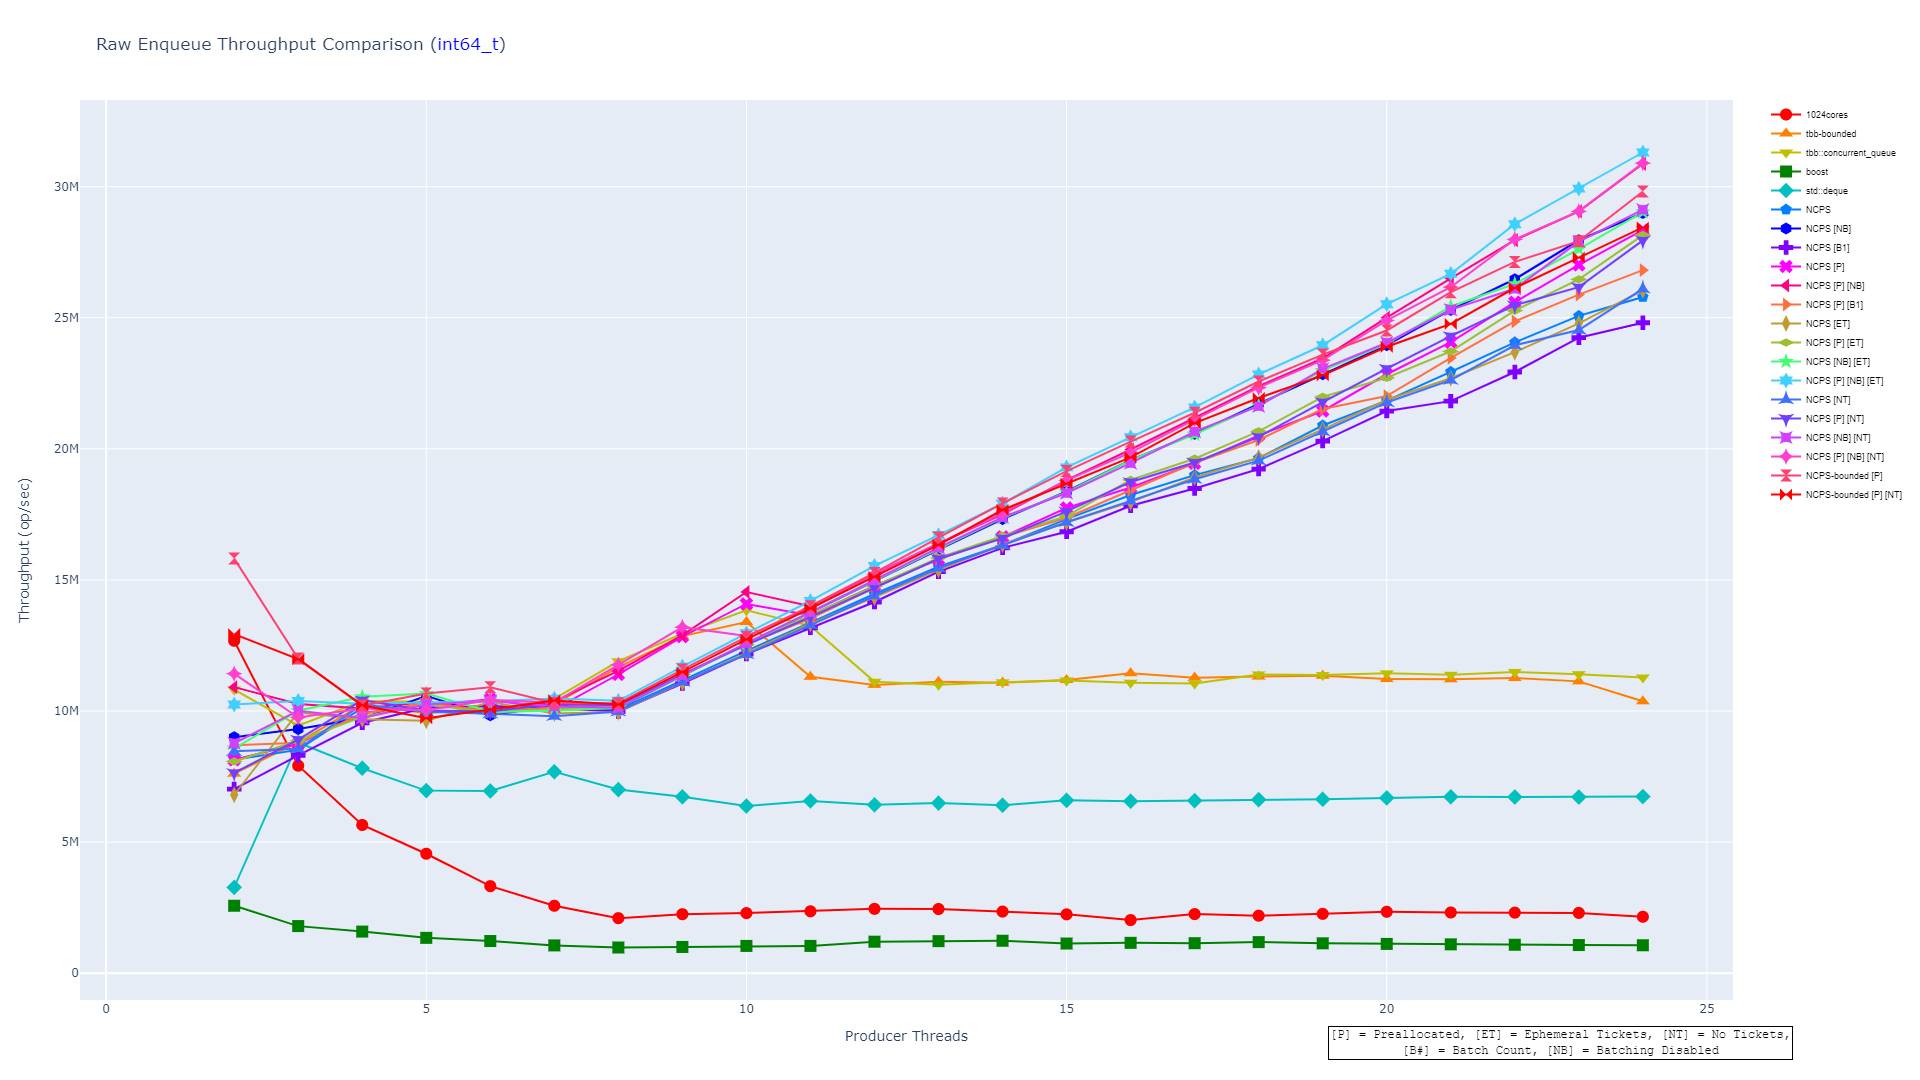 Raw Enqueue Throughput Comparison (int64_t)
Throughput (op/sec)
30M
25M
20M
15M
10M
5M
0
0
5
10
15
20
25
Producer Threads
1024cores
tbb-bounded
tbb::concurrent_queue
boost
std::deque
NCPS
NCPS [NB]
NCPS [B1]
NCPS [P]
NCPS [P] [NB]
NCPS [P] [B1]
NCPS [ET]
NCPS [P] [ET]
NCPS [NB] [ET]
NCPS [P] [NB] [ET]
NCPS [NT]
NCPS [P] [NT]
NCPS [NB] [NT]
NCPS [P] [NB] [NT]
NCPS-bounded [P]
NCPS-bounded [P] [NT]
[P] = Preallocated, [ET] = Ephemeral Tickets, [NT] = No Tickets,
[B#] = Batch Count, [NB] = Batching Disabled